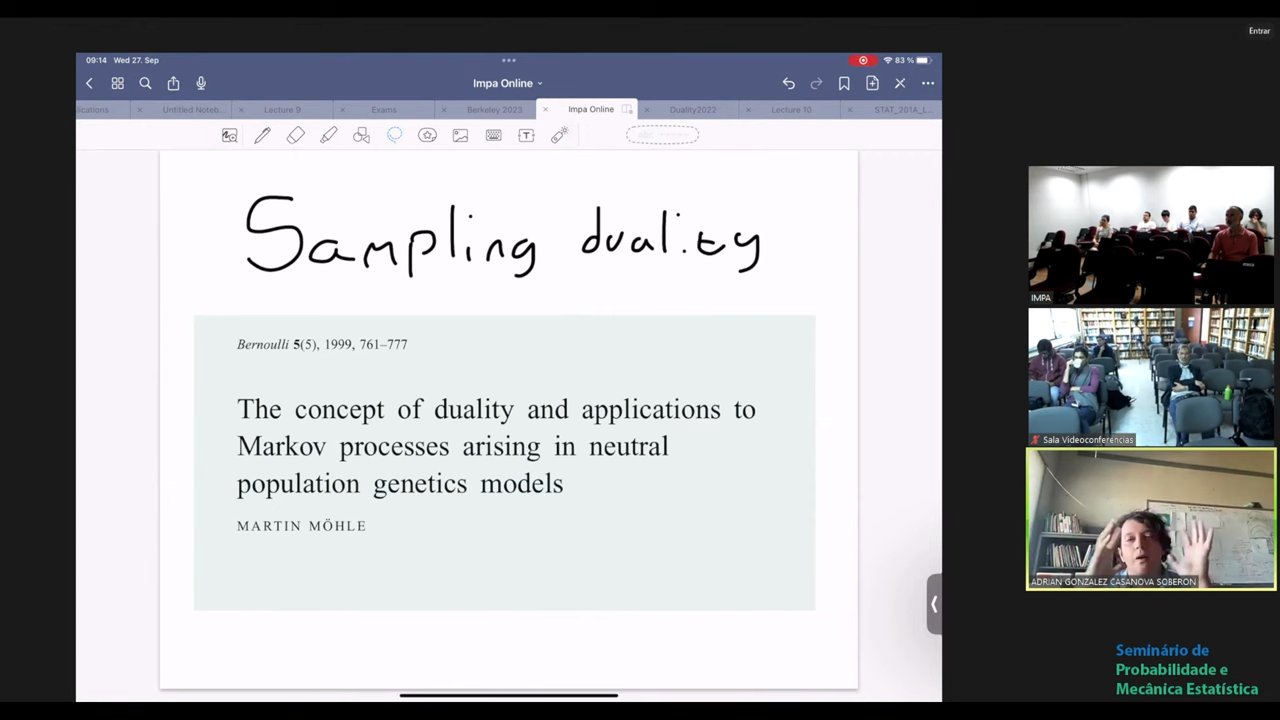 Entrar
09:14 Wed 27. Sep
83 %
Impa Online
ications
Untitled Noteb...
Lecture 9
Exams
Berkeley 2023
Impa Online
Duality2022
Lecture 10
STAT_201A_L...
Sampling duality
Bernoulli 5(5), 1999, 761–777
The concept of duality and applications to
Markov processes arising in neutral
population genetics models
MARTIN MÖHLE
IMPA
Sala Videoconferências
ADRIAN GONZALEZ CASANOVA SOBERON
Seminário de
Probabilidade e
Mecânica Estatística